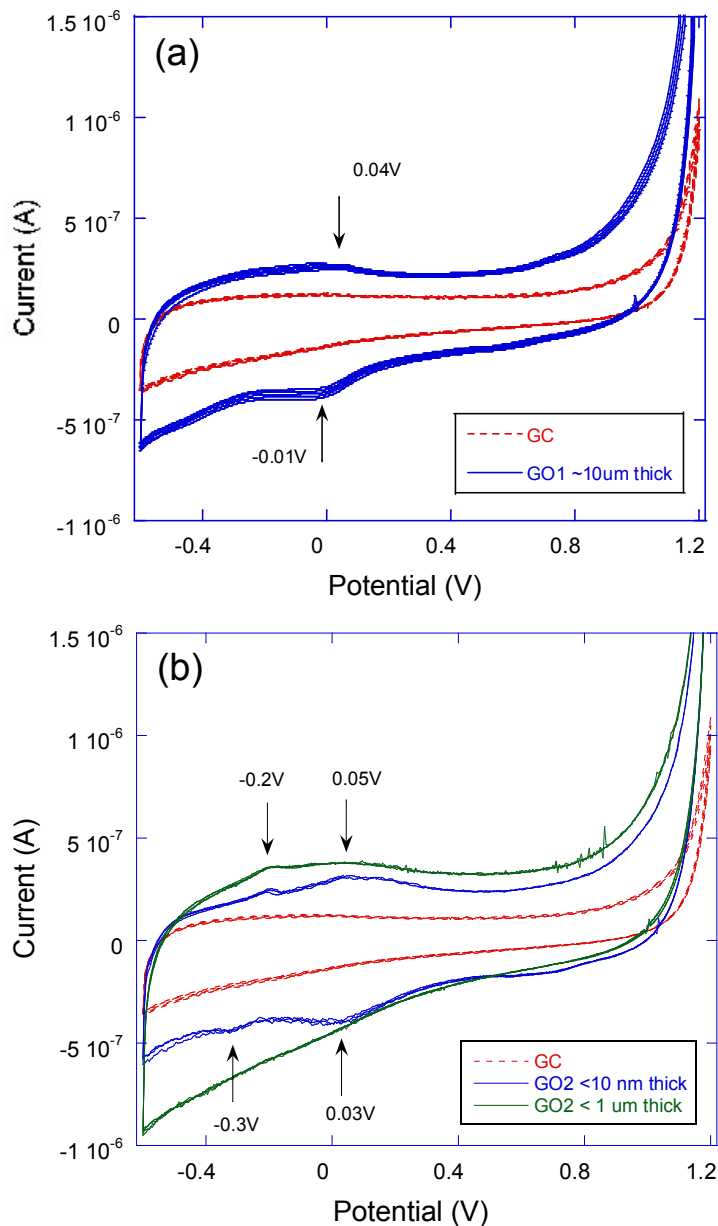 (a)
1.5 10-6
1 10-6
5 10-7
0
-5 10-7
-1 10-6
Current (A)
0.04V
-0.01V
GC
GO1 ~10um thick
-0.4 0 0.4 0.8 1.2
Potential (V)
(b)
1.5 10-6
1 10-6
5 10-7
0
-5 10-7
-1 10-6
Current (A)
-0.2V 0.05V
-0.3V 0.03V
GC
GO2 <10 nm thick
GO2 < 1 um thick
-0.4 0 0.4 0.8 1.2
Potential (V)